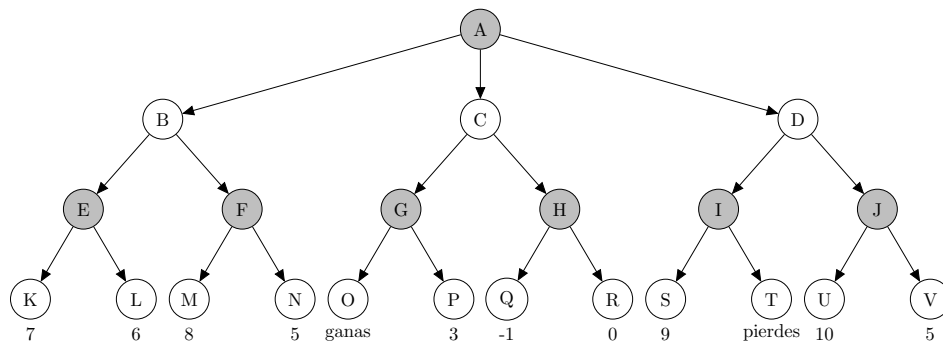 A
B C D
E F G H I J
K L M N O P Q R S T U V
7 6 8 5 ganas 3 -1 0 9 pierdes 10 5